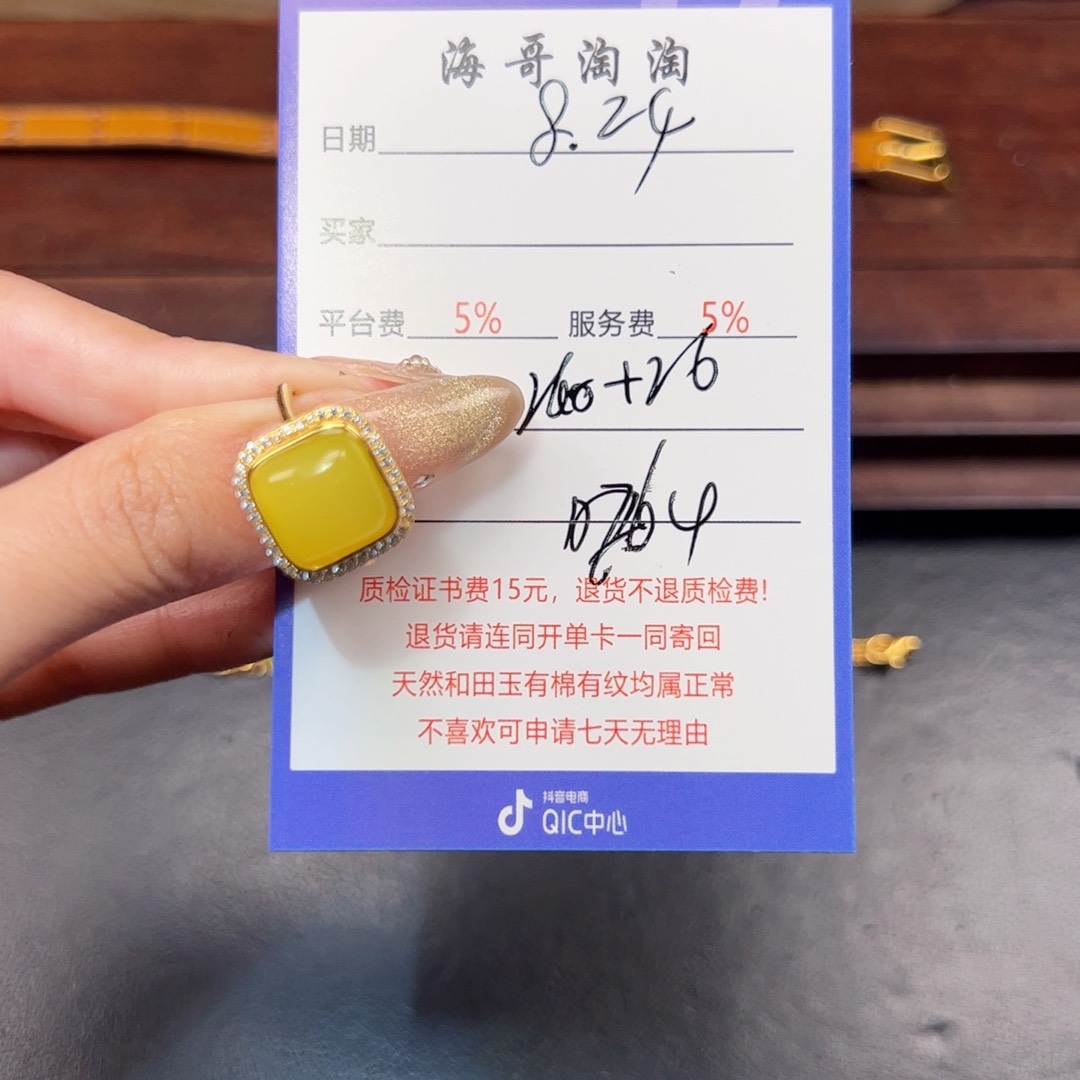 海哥淘淘
日期 8.24
买家
平台费 5% 服务费 5%
+26
质检证书费15元，退货不退质检费！
退货请连同开单卡一同寄回
天然和田玉有棉有纹均属正常
不喜欢可申请七天无理由
抖音电商
QIC中心